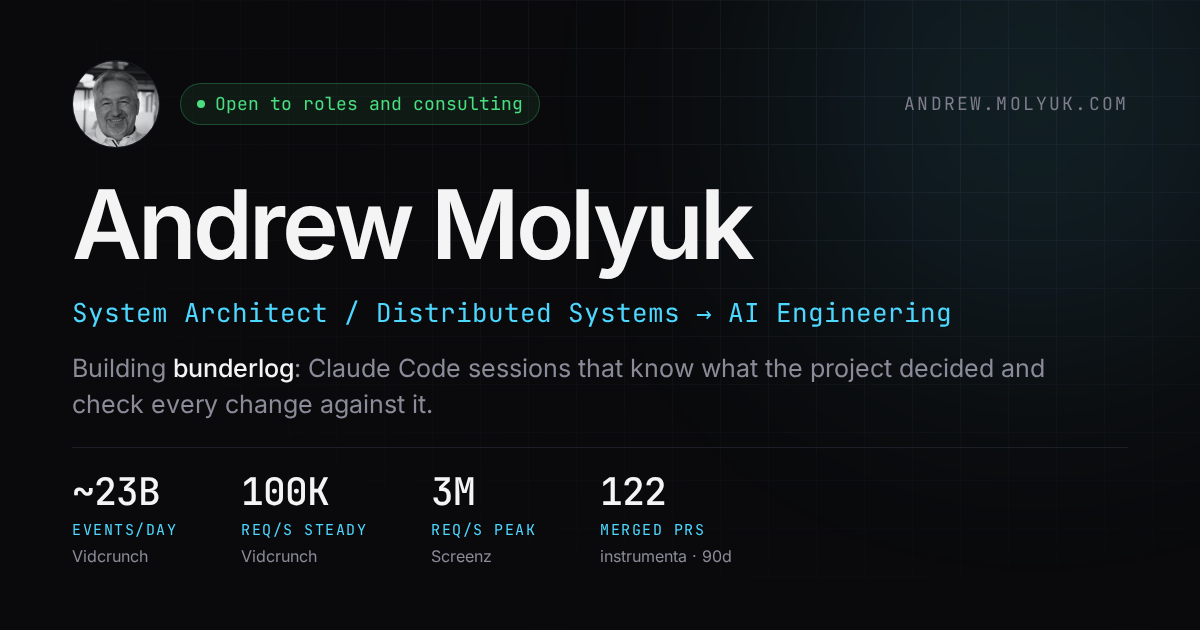 Open to roles and consulting
ANDREW.MOLYUK.COM
Andrew Molyuk
System Architect / Distributed Systems → AI Engineering
Building bunderlog: Claude Code sessions that know what the project decided and
check every change against it.
~23B
EVENTS/DAY
Vidcrunch
100K
REQ/S STEADY
Vidcrunch
3M
REQ/S PEAK
Screenz
122
MERGED PRS
instrumenta · 90d